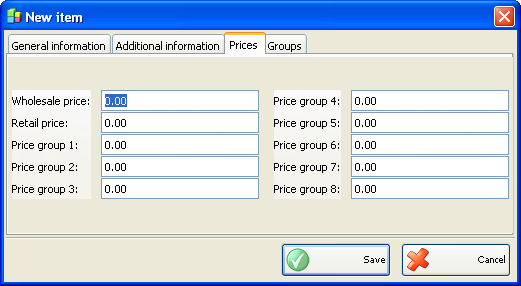 New item
General information Additional information Prices Groups
Wholesale price: 0.00 Price group 4: 0.00
Retail price: 0.00 Price group 5: 0.00
Price group 1: 0.00 Price group 6: 0.00
Price group 2: 0.00 Price group 7: 0.00
Price group 3: 0.00 Price group 8: 0.00
Save Cancel